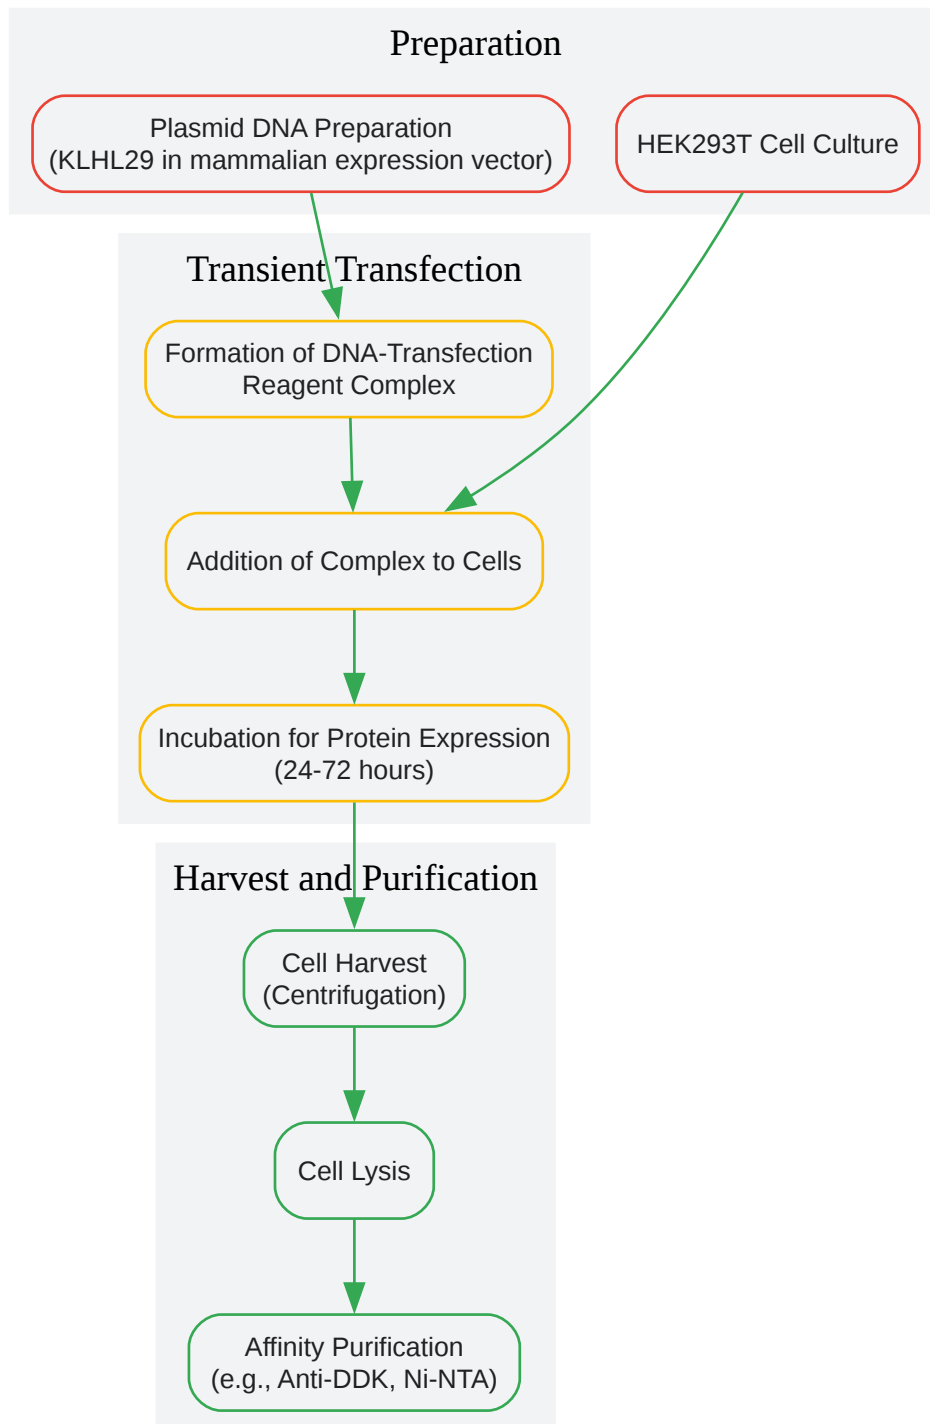 Preparation
Plasmid DNA Preparation
(KLHL29 in mammalian expression vector)
HEK293T Cell Culture
Transient Transfection
Formation of DNA-Transfection
Reagent Complex
Addition of Complex to Cells
Incubation for Protein Expression
(24-72 hours)
Harvest and Purification
Cell Harvest
(Centrifugation)
Cell Lysis
Affinity Purification
(e.g., Anti-DDK, Ni-NTA)